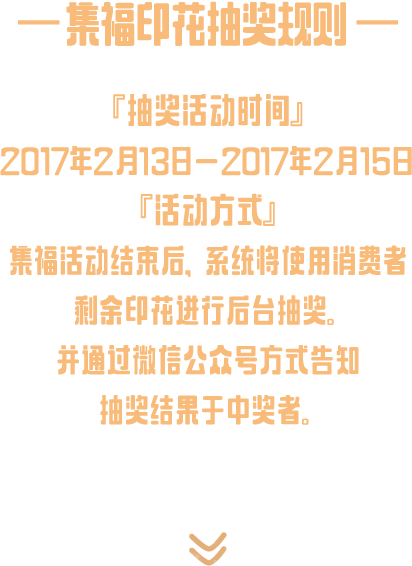 集福印花抽奖规则
『抽奖活动时间』
2017年2月13日—2017年2月15日
『活动方式』
集福活动结束后，系统将使用消费者
剩余印花进行后台抽奖。
并通过微信公众号方式告知
抽奖结果于中奖者。